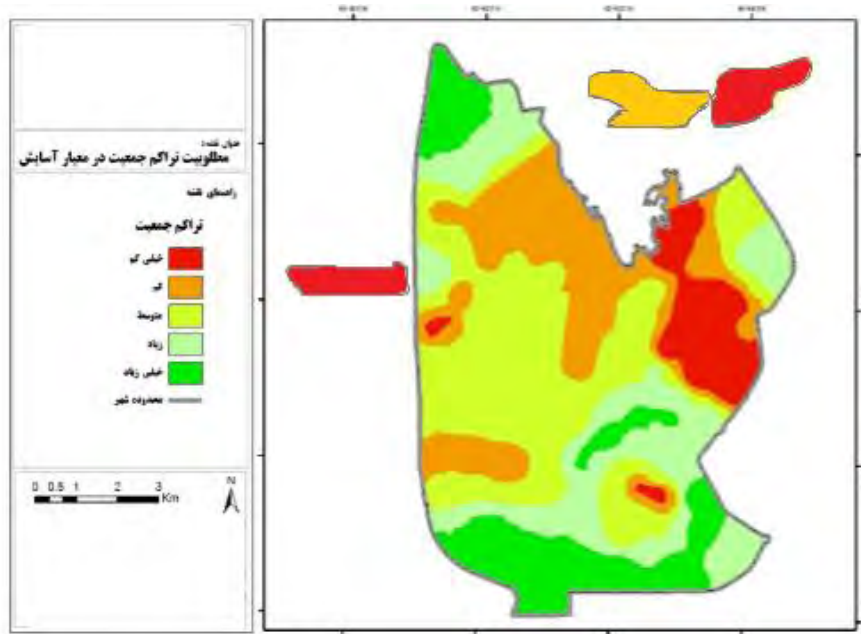 عنوان نقشه:
مطلوبیت تراکم جمعیت در معیار آسایش
راهنمای نقشه
تراکم جمعیت
خیلی کم
کم
متوسط
زیاد
خیلی زیاد
محدوده شهر
N
0 0.5 1 2 3
Km